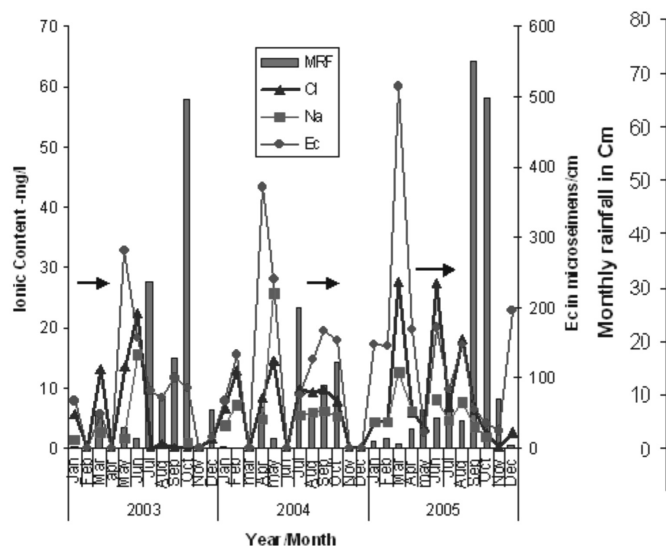 70
60
50
40
30
20
10
0
Ionic Content -mg/l
MRF
Cl
Na
Ec
600
500
400
300
200
100
0
Ec in microseimens/cm
80
70
60
50
40
30
20
10
0
Monthly rainfall in Cm
Jan Feb Mar apr May Jun Jul Aug Sep Oct Nov Dec
Jan Feb mar Apr may Jun Jul Aug Sep Oct Nov Dec
Jan Feb Mar Apr may Jun Jul Aug Sep Oct Nov Dec
2003 2004 2005
Year/Month